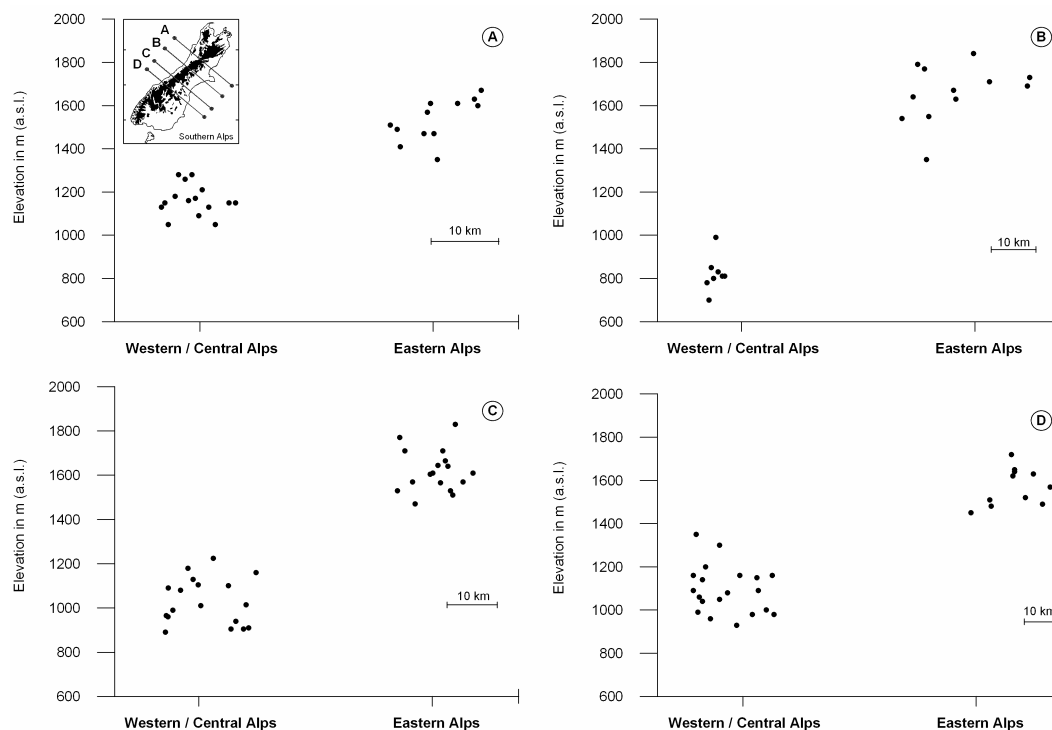 A
2000
1800
1600
1400
1200
1000
800
600
Elevation in m (a.s.l.)
A
B
C
D
Southern Alps
10 km
Western / Central Alps
Eastern Alps
B
2000
1800
1600
1400
1200
1000
800
600
Elevation in m (a.s.l.)
10 km
Western / Central Alps
Eastern Alps
C
2000
1800
1600
1400
1200
1000
800
600
Elevation in m (a.s.l.)
10 km
Western / Central Alps
Eastern Alps
D
2000
1800
1600
1400
1200
1000
800
600
Elevation in m (a.s.l.)
10 km
Western / Central Alps
Eastern Alps